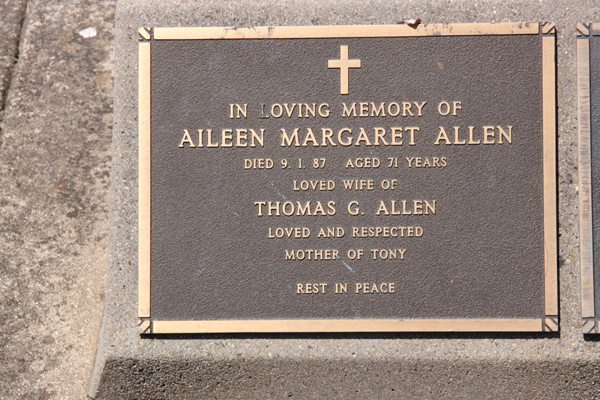 IN LOVING MEMORY OF
AILEEN MARGARET ALLEN
DIED 9. 1. 87 AGED 71 YEARS
LOVED WIFE OF
THOMAS G. ALLEN
LOVED AND RESPECTED
MOTHER OF TONY
REST IN PEACE